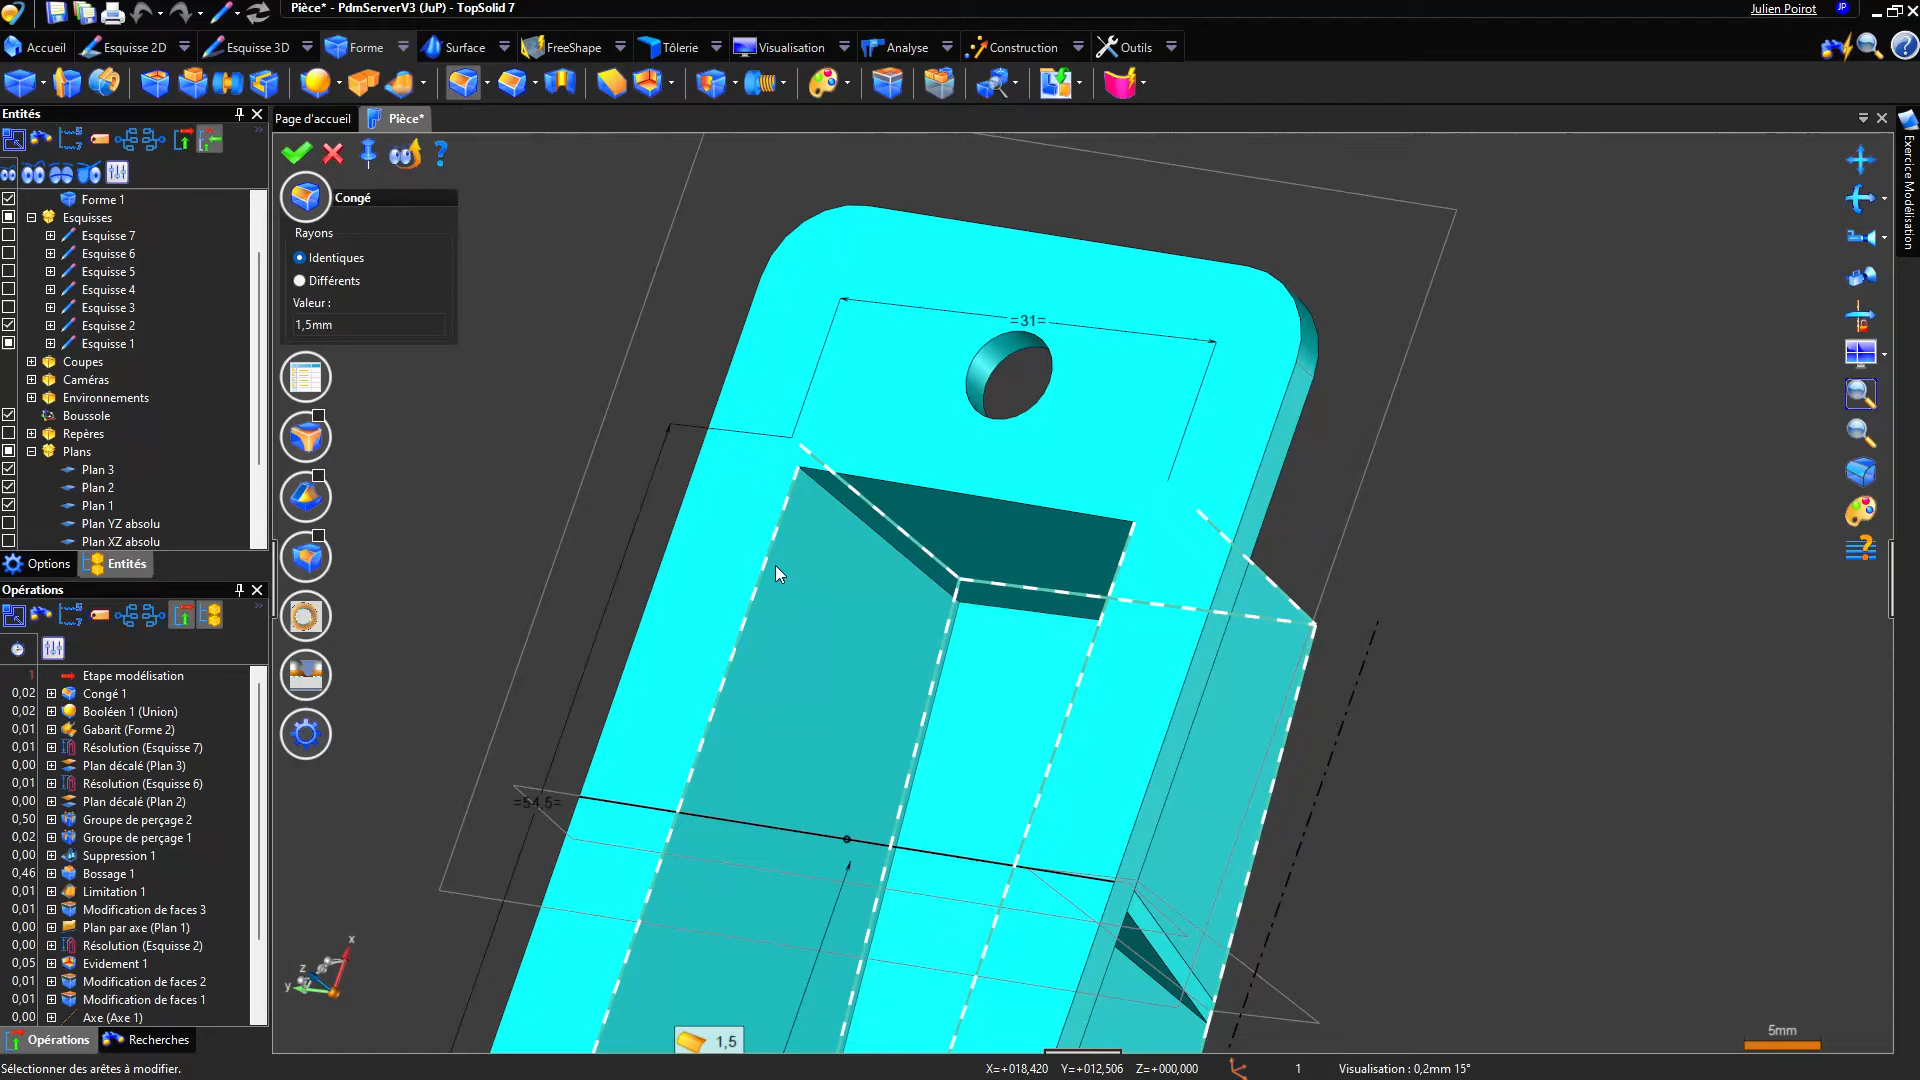 Pièce* - PdmServerV3 (JuP) - TopSolid 7
Julien Poirot
JP
Accueil
Esquisse 2D
Esquisse 3D
Forme
Surface
FreeShape
Tôlerie
Visualisation
Analyse
Construction
Outils
Entités
Page d'accueil
Pièce*
Exercice Modélisation
Forme 1
Esquisses
Esquisse 7
Esquisse 6
Esquisse 5
Esquisse 4
Esquisse 3
Esquisse 2
Esquisse 1
Coupes
Caméras
Environnements
Boussole
Repères
Plans
Plan 3
Plan 2
Plan 1
Plan YZ absolu
Plan XZ absolu
Options
Entités
Congé
Rayons
Identiques
Différents
Valeur :
1,5mm
=31=
=54,5=
1,5
z
x
y
5mm
Opérations
1 Etape modélisation
0,02 Congé 1
0,02 Booléen 1 (Union)
0,01 Gabarit (Forme 2)
0,01 Résolution (Esquisse 7)
0,00 Plan décalé (Plan 3)
0,01 Résolution (Esquisse 6)
0,00 Plan décalé (Plan 2)
0,50 Groupe de perçage 2
0,02 Groupe de perçage 1
0,00 Suppression 1
0,46 Bossage 1
0,01 Limitation 1
0,01 Modification de faces 3
0,00 Plan par axe (Plan 1)
0,00 Résolution (Esquisse 2)
0,05 Evidement 1
0,01 Modification de faces 2
0,01 Modification de faces 1
0,00 Axe (Axe 1)
Opérations
Recherches
Sélectionner des arêtes à modifier.
X=+018,420 Y=+012,506 Z=+000,000
1
Visualisation : 0,2mm 15°